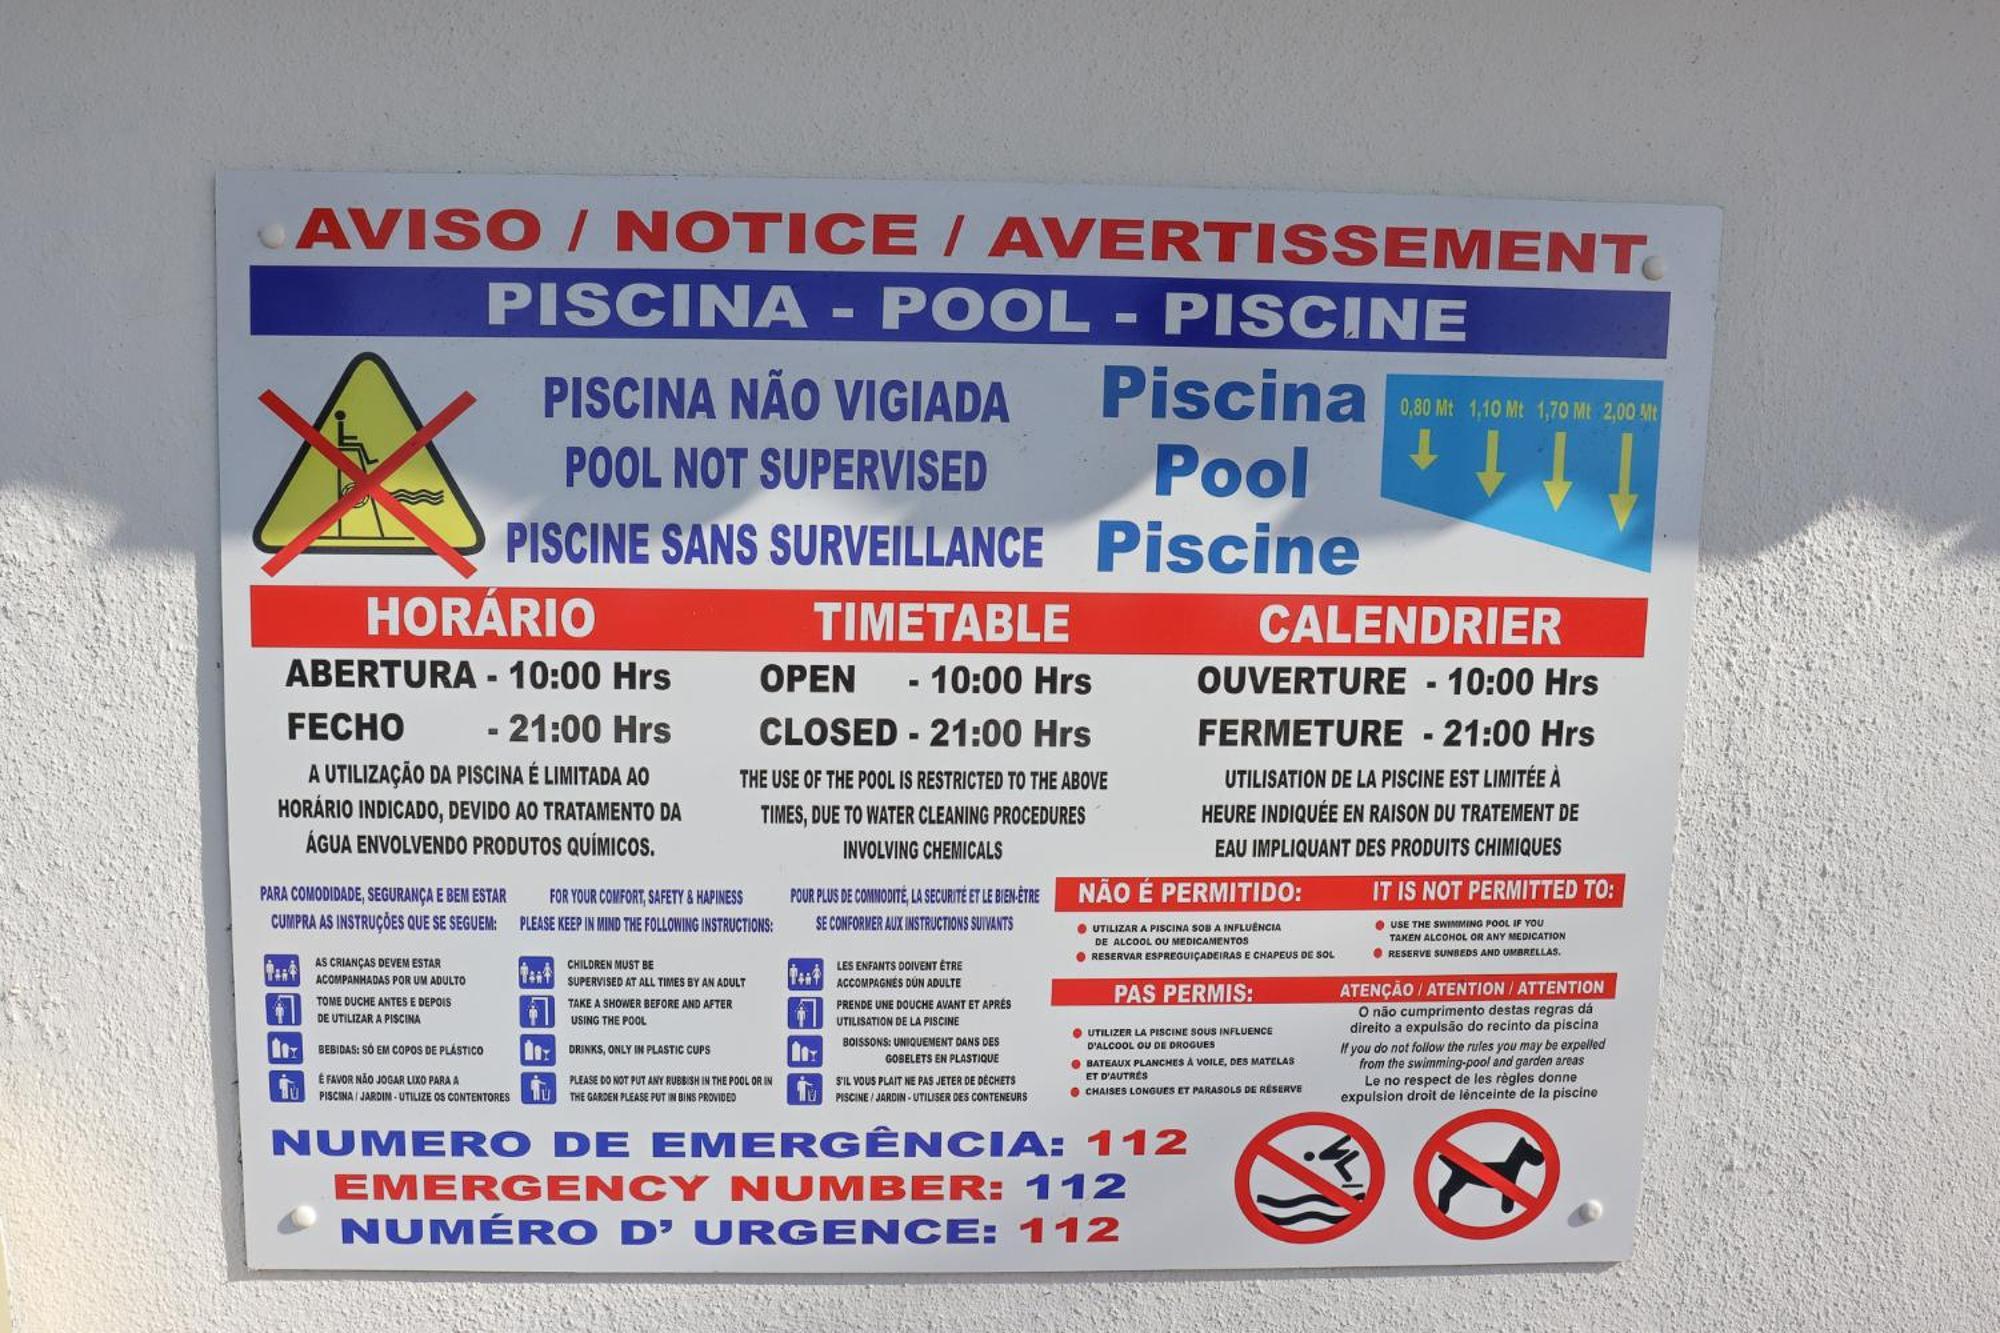 AVISO / NOTICE / AVERTISSEMENT
PISCINA - POOL - PISCINE
PISCINA NÃO VIGIADA
POOL NOT SUPERVISED
PISCINE SANS SURVEILLANCE
Piscina
Pool
Piscine
0,80 Mt 1,10 Mt 1,70 Mt 2,00 Mt
HORÁRIO
ABERTURA - 10:00 Hrs
FECHO - 21:00 Hrs
A UTILIZAÇÃO DA PISCINA É LIMITADA AO
HORÁRIO INDICADO, DEVIDO AO TRATAMENTO DA
ÁGUA ENVOLVENDO PRODUTOS QUÍMICOS.
TIMETABLE
OPEN - 10:00 Hrs
CLOSED - 21:00 Hrs
THE USE OF THE POOL IS RESTRICTED TO THE ABOVE
TIMES, DUE TO WATER CLEANING PROCEDURES
INVOLVING CHEMICALS
CALENDRIER
OUVERTURE - 10:00 Hrs
FERMETURE - 21:00 Hrs
UTILISATION DE LA PISCINE EST LIMITÉE À
HEURE INDIQUÉE EN RAISON DU TRATEMENT DE
EAU IMPLIQUANT DES PRODUITS CHIMIQUES
PARA COMODIDADE, SEGURANÇA E BEM ESTAR
CUMPRA AS INSTRUÇÕES QUE SE SEGUEM:
AS CRIANÇAS DEVEM ESTAR
ACOMPANHADAS POR UM ADULTO
TOME DUCHE ANTES E DEPOIS
DE UTILIZAR A PISCINA
BEBIDAS: SÓ EM COPOS DE PLÁSTICO
É FAVOR NÃO JOGAR LIXO PARA A
PISCINA / JARDIN - UTILIZE OS CONTENTORES
FOR YOUR COMFORT, SAFETY & HAPINESS
PLEASE KEEP IN MIND THE FOLLOWING INSTRUCTIONS:
CHILDREN MUST BE
SUPERVISED AT ALL TIMES BY AN ADULT
TAKE A SHOWER BEFORE AND AFTER
USING THE POOL
DRINKS, ONLY IN PLASTIC CUPS
PLEASE DO NOT PUT ANY RUBBISH IN THE POOL OR IN
THE GARDEN PLEASE PUT IN BINS PROVIDED
POUR PLUS DE COMMODITÉ, LA SECURITÉ ET LE BIEN-ÊTRE
SE CONFORMER AUX INSTRUCTIONS SUIVANTS
LES ENFANTS DOIVENT ÊTRE
ACCOMPAGNÉS DÙN ADULTE
PRENDE UNE DOUCHE AVANT ET APRÉS
UTILISATION DE LA PISCINE
BOISSONS: UNIQUEMENT DANS DES
GOBELETS EN PLASTIQUE
S'IL VOUS PLAIT NE PAS JETER DE DÉCHETS
PISCINE / JARDIN - UTILISER DES CONTENEURS
NÃO É PERMITIDO:
UTILIZAR A PISCINA SOB A INFLUÊNCIA
DE ALCOOL OU MEDICAMENTOS
RESERVAR ESPREGUIÇADEIRAS E CHAPEUS DE SOL
IT IS NOT PERMITTED TO:
USE THE SWIMMING POOL IF YOU
TAKEN ALCOHOL OR ANY MEDICATION
RESERVE SUNBEDS AND UMBRELLAS.
PAS PERMIS:
UTILIZER LA PISCINE SOUS INFLUENCE
D'ALCOOL OU DE DROGUES
BATEAUX PLANCHES À VOILE, DES MATELAS
ET D'AUTRÉS
CHAISES LONGUES ET PARASOLS DE RÉSERVE
ATENÇÃO / ATENTION / ATTENTION
O não cumprimento destas regras dá
direito a expulsão do recinto da piscina
If you do not follow the rules you may be expelled
from the swimming-pool and garden areas
Le no respect de les règles donne
expulsion droit de lènceinte de la piscine
NUMERO DE EMERGÊNCIA: 112
EMERGENCY NUMBER: 112
NUMÉRO D' URGENCE: 112